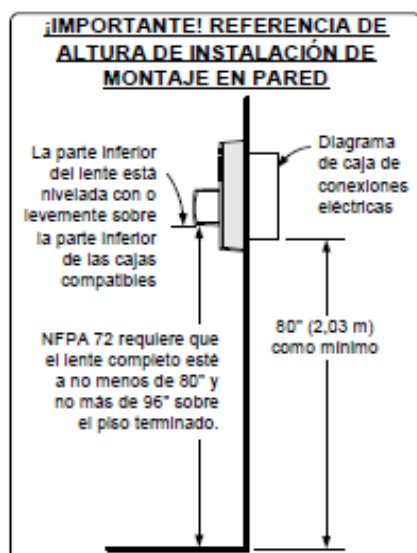 ¡IMPORTANTE! REFERENCIA DE
ALTURA DE INSTALACIÓN DE
MONTAJE EN PARED
La parte inferior
del lente está
nivelada con o
levemente sobre
la parte inferior
de las cajas
compatibles
Diagrama
de caja de
conexiones
eléctricas
NFPA 72 requiere que
el lente completo esté
a no menos de 80" y
no más de 96" sobre
el piso terminado.
80" (2,03 m)
como mínimo